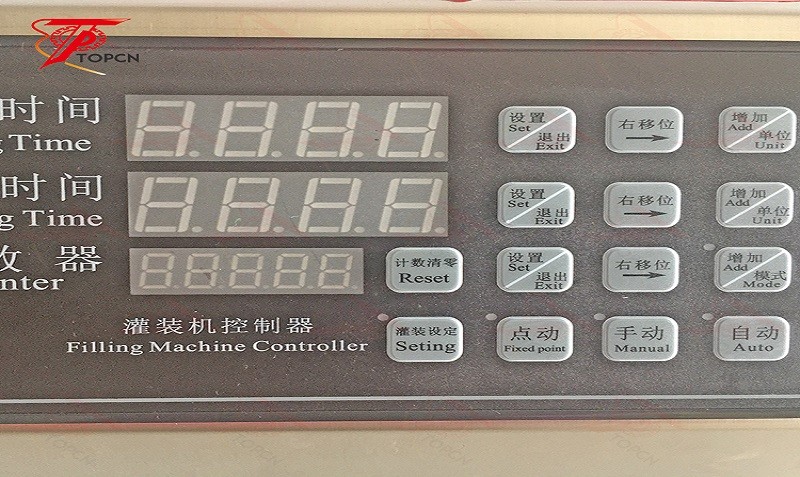 TOPCN
时间
g Time
设置
Set
退出
Exit
右移位
增加
Add
单位
Unit
时间
g Time
设置
Set
退出
Exit
右移位
增加
Add
单位
Unit
数器
nter
计数清零
Reset
设置
Set
退出
Exit
右移位
增加
Add
模式
Mode
灌装机控制器
Filling Machine Controller
灌装设定
Seting
点动
Fixed point
手动
Manual
自动
Auto